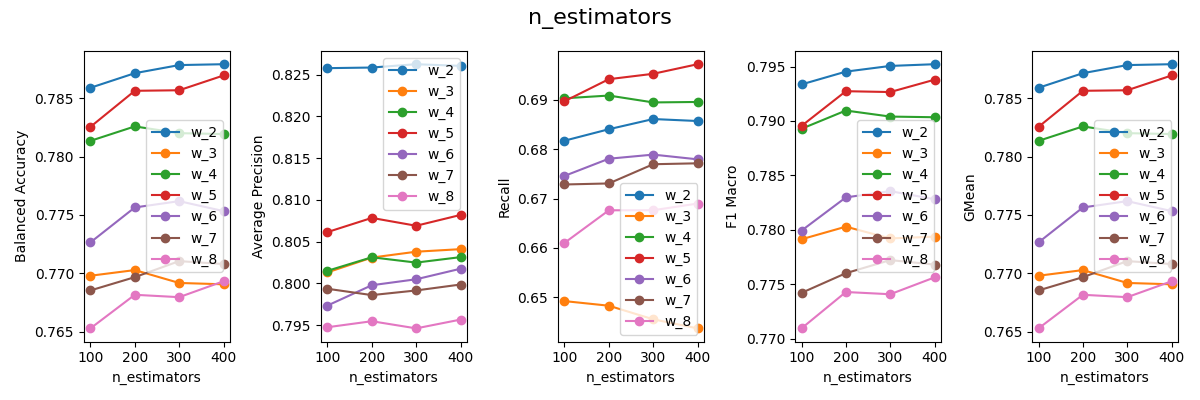 n_estimators
Balanced Accuracy
0.785
0.780
0.775
0.770
0.765
100 200 300 400
n_estimators
w_2
w_3
w_4
w_5
w_6
w_7
w_8
Average Precision
0.825
0.820
0.815
0.810
0.805
0.800
0.795
100 200 300 400
n_estimators
w_2
w_3
w_4
w_5
w_6
w_7
w_8
Recall
0.69
0.68
0.67
0.66
0.65
100 200 300 400
n_estimators
w_2
w_3
w_4
w_5
w_6
w_7
w_8
F1 Macro
0.795
0.790
0.785
0.780
0.775
0.770
100 200 300 400
n_estimators
w_2
w_3
w_4
w_5
w_6
w_7
w_8
GMean
0.785
0.780
0.775
0.770
0.765
100 200 300 400
n_estimators
w_2
w_3
w_4
w_5
w_6
w_7
w_8